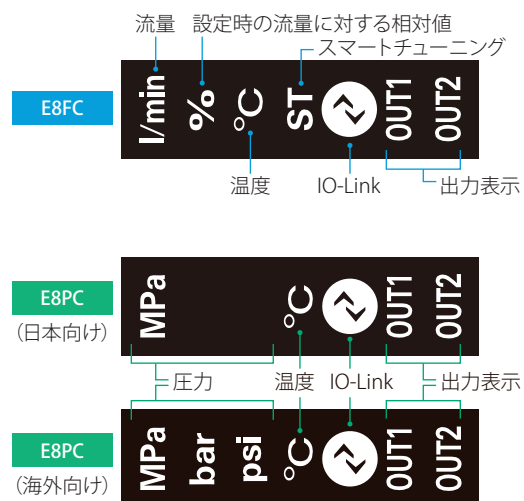 流量 設定時の流量に対する相対値
スマートチューニング
E8FC
l/min % °C ST OUT1 OUT2
温度 IO-Link 出力表示
E8PC
(日本向け)
MPa °C OUT1 OUT2
圧力 温度 IO-Link 出力表示
E8PC
(海外向け)
MPa bar psi °C OUT1 OUT2